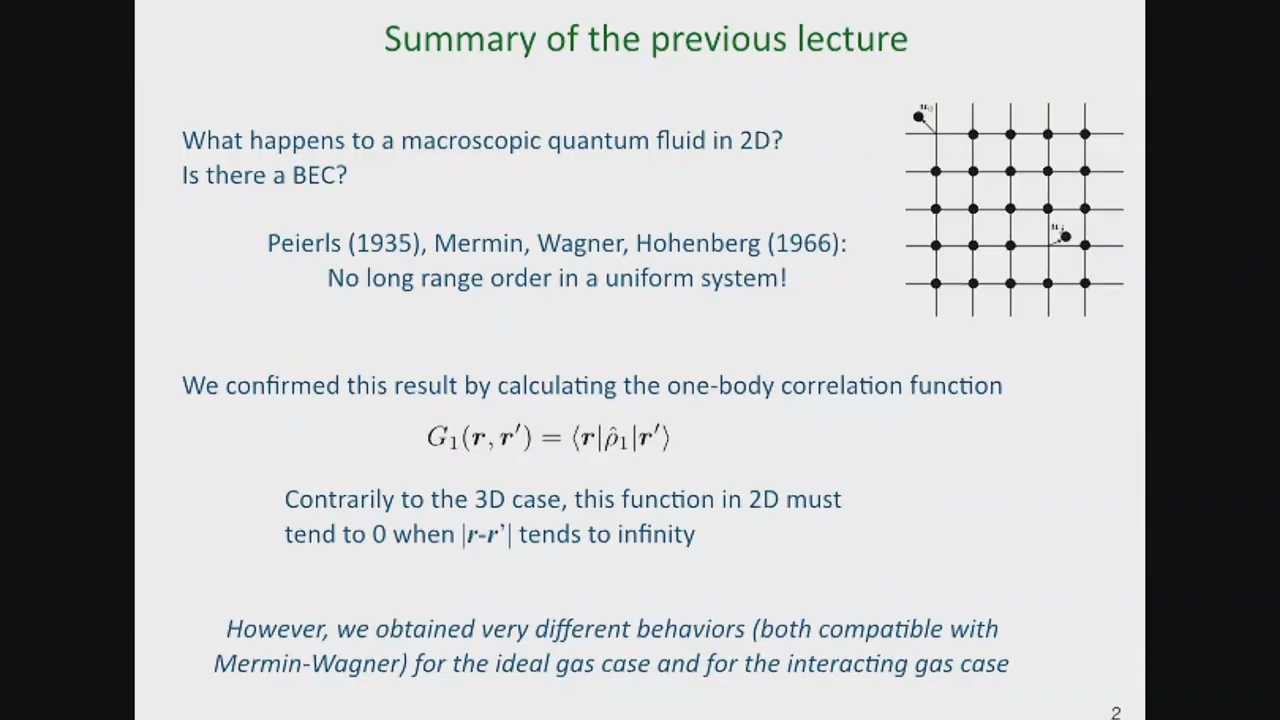 Summary of the previous lecture
What happens to a macroscopic quantum fluid in 2D?
Is there a BEC?
Peierls (1935), Mermin, Wagner, Hohenberg (1966):
No long range order in a uniform system!
We confirmed this result by calculating the one-body correlation function
G₁(r, r′) = ⟨r|ρ̂₁|r′⟩
Contrarily to the 3D case, this function in 2D must
tend to 0 when |r-r’| tends to infinity
However, we obtained very different behaviors (both compatible with
Mermin-Wagner) for the ideal gas case and for the interacting gas case
2